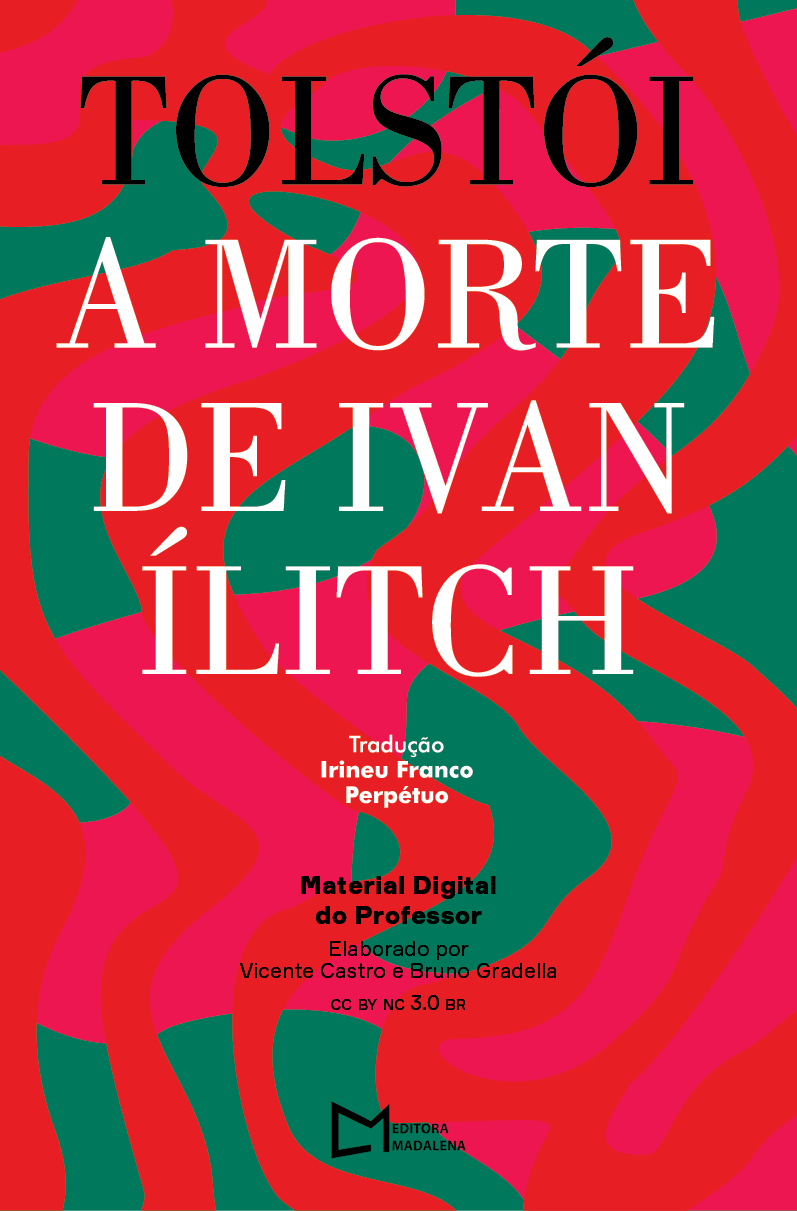 TOLSTÓI
A MORTE
DE IVAN
ÍLITCH
Tradução
Irineu Franco
Perpétuo
Material Digital
do Professor
Elaborado por
Vicente Castro e Bruno Gradella
CC BY NC 3.0 BR
EDITORA
MADALENA